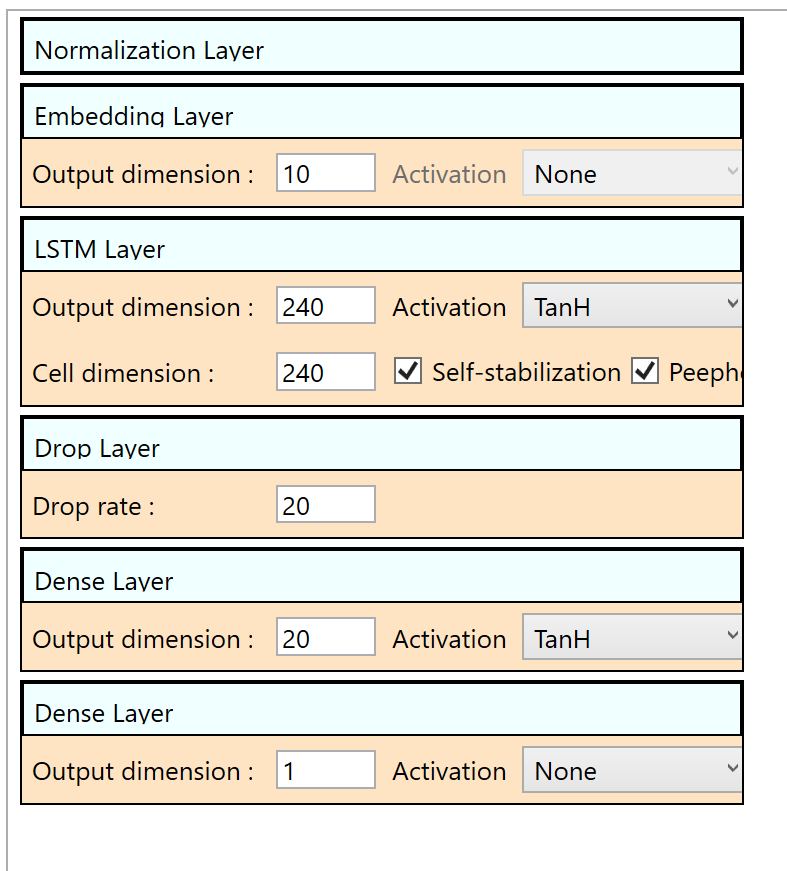 Normalization Layer
Embedding Layer
Output dimension : 10 Activation None
LSTM Layer
Output dimension : 240 Activation TanH
Cell dimension : 240 Self-stabilization
Drop Layer
Drop rate : 20
Dense Layer
Output dimension : 20 Activation TanH
Dense Layer
Output dimension : 1 Activation None